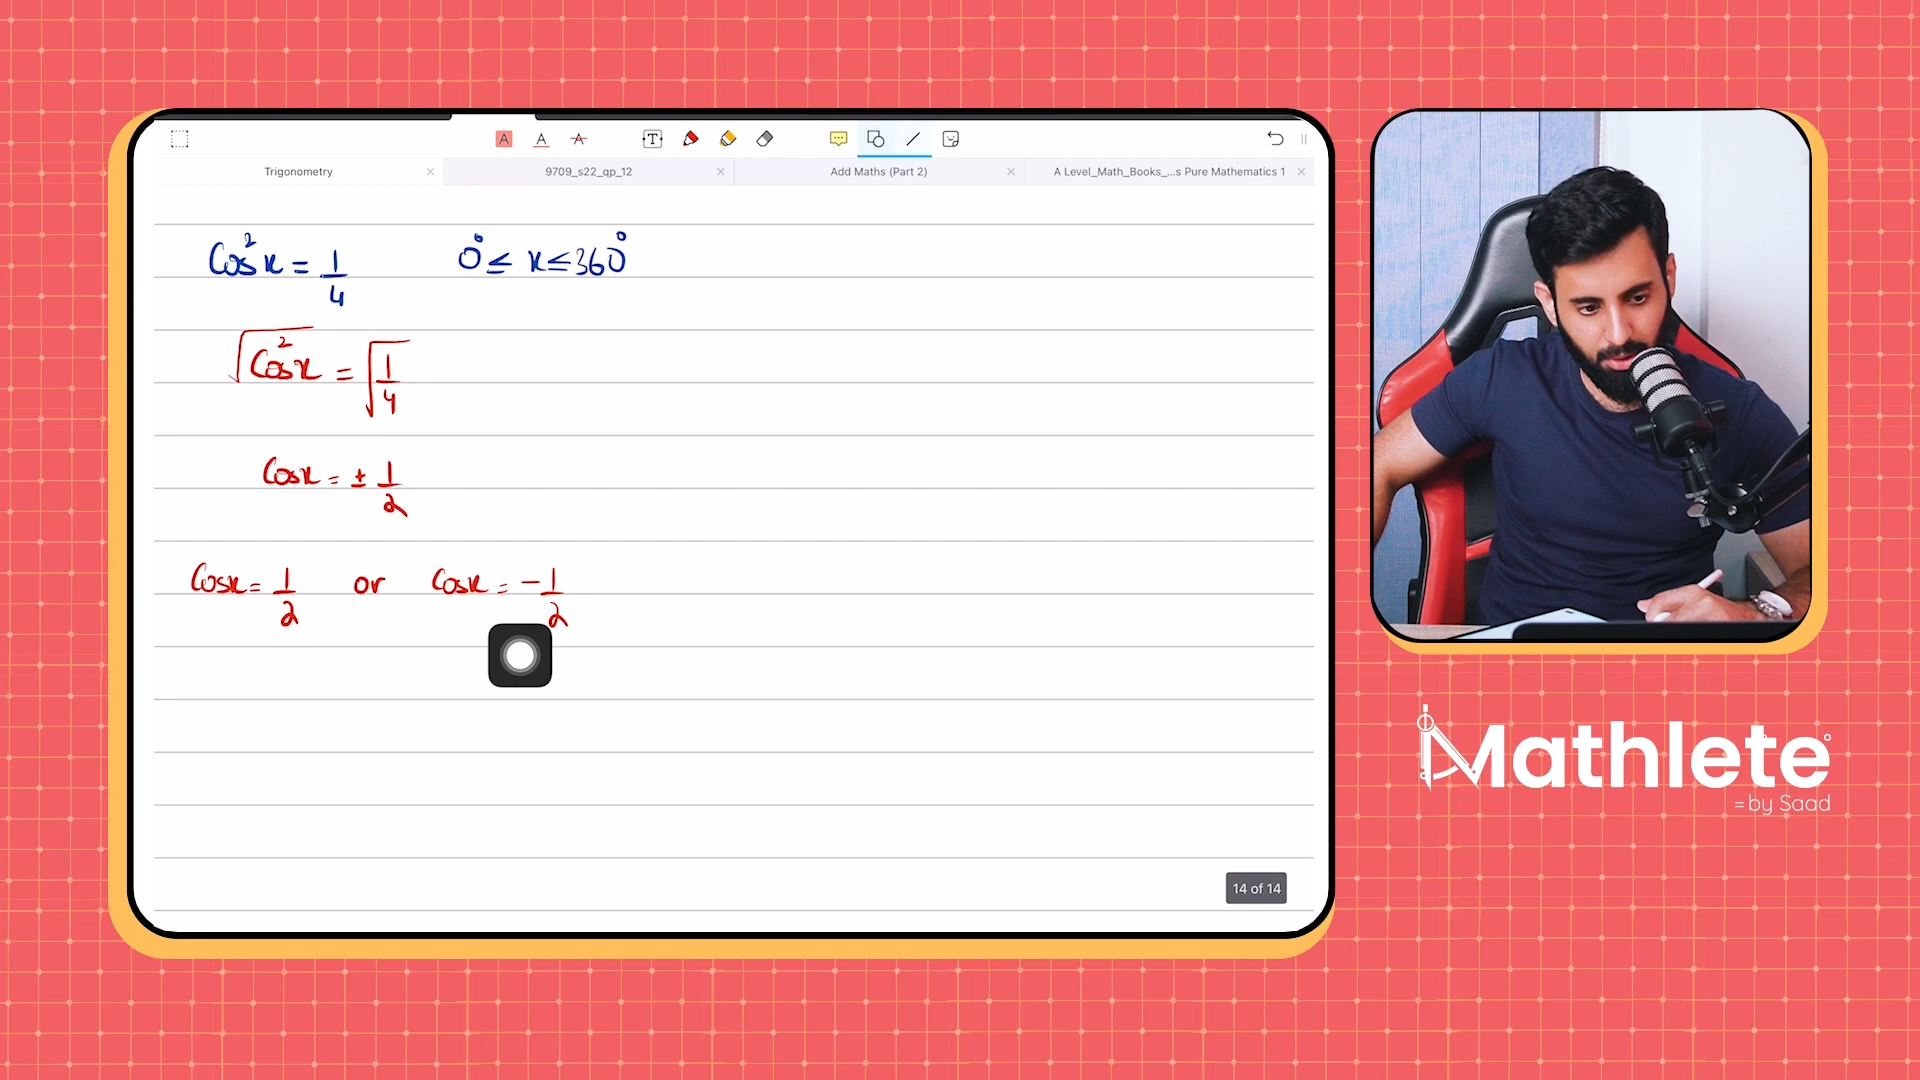 A A A T
Trigonometry 9709_s22_qp_12 Add Maths (Part 2) A Level_Math_Books_...s Pure Mathematics 1
Cos²x = 1/4 0° ≤ x ≤ 360°
√Cos²x = √1/4
Cosx = ± 1/2
Cosx = 1/2 or Cosx = -1/2
14 of 14
Mathlete°
= by Saad